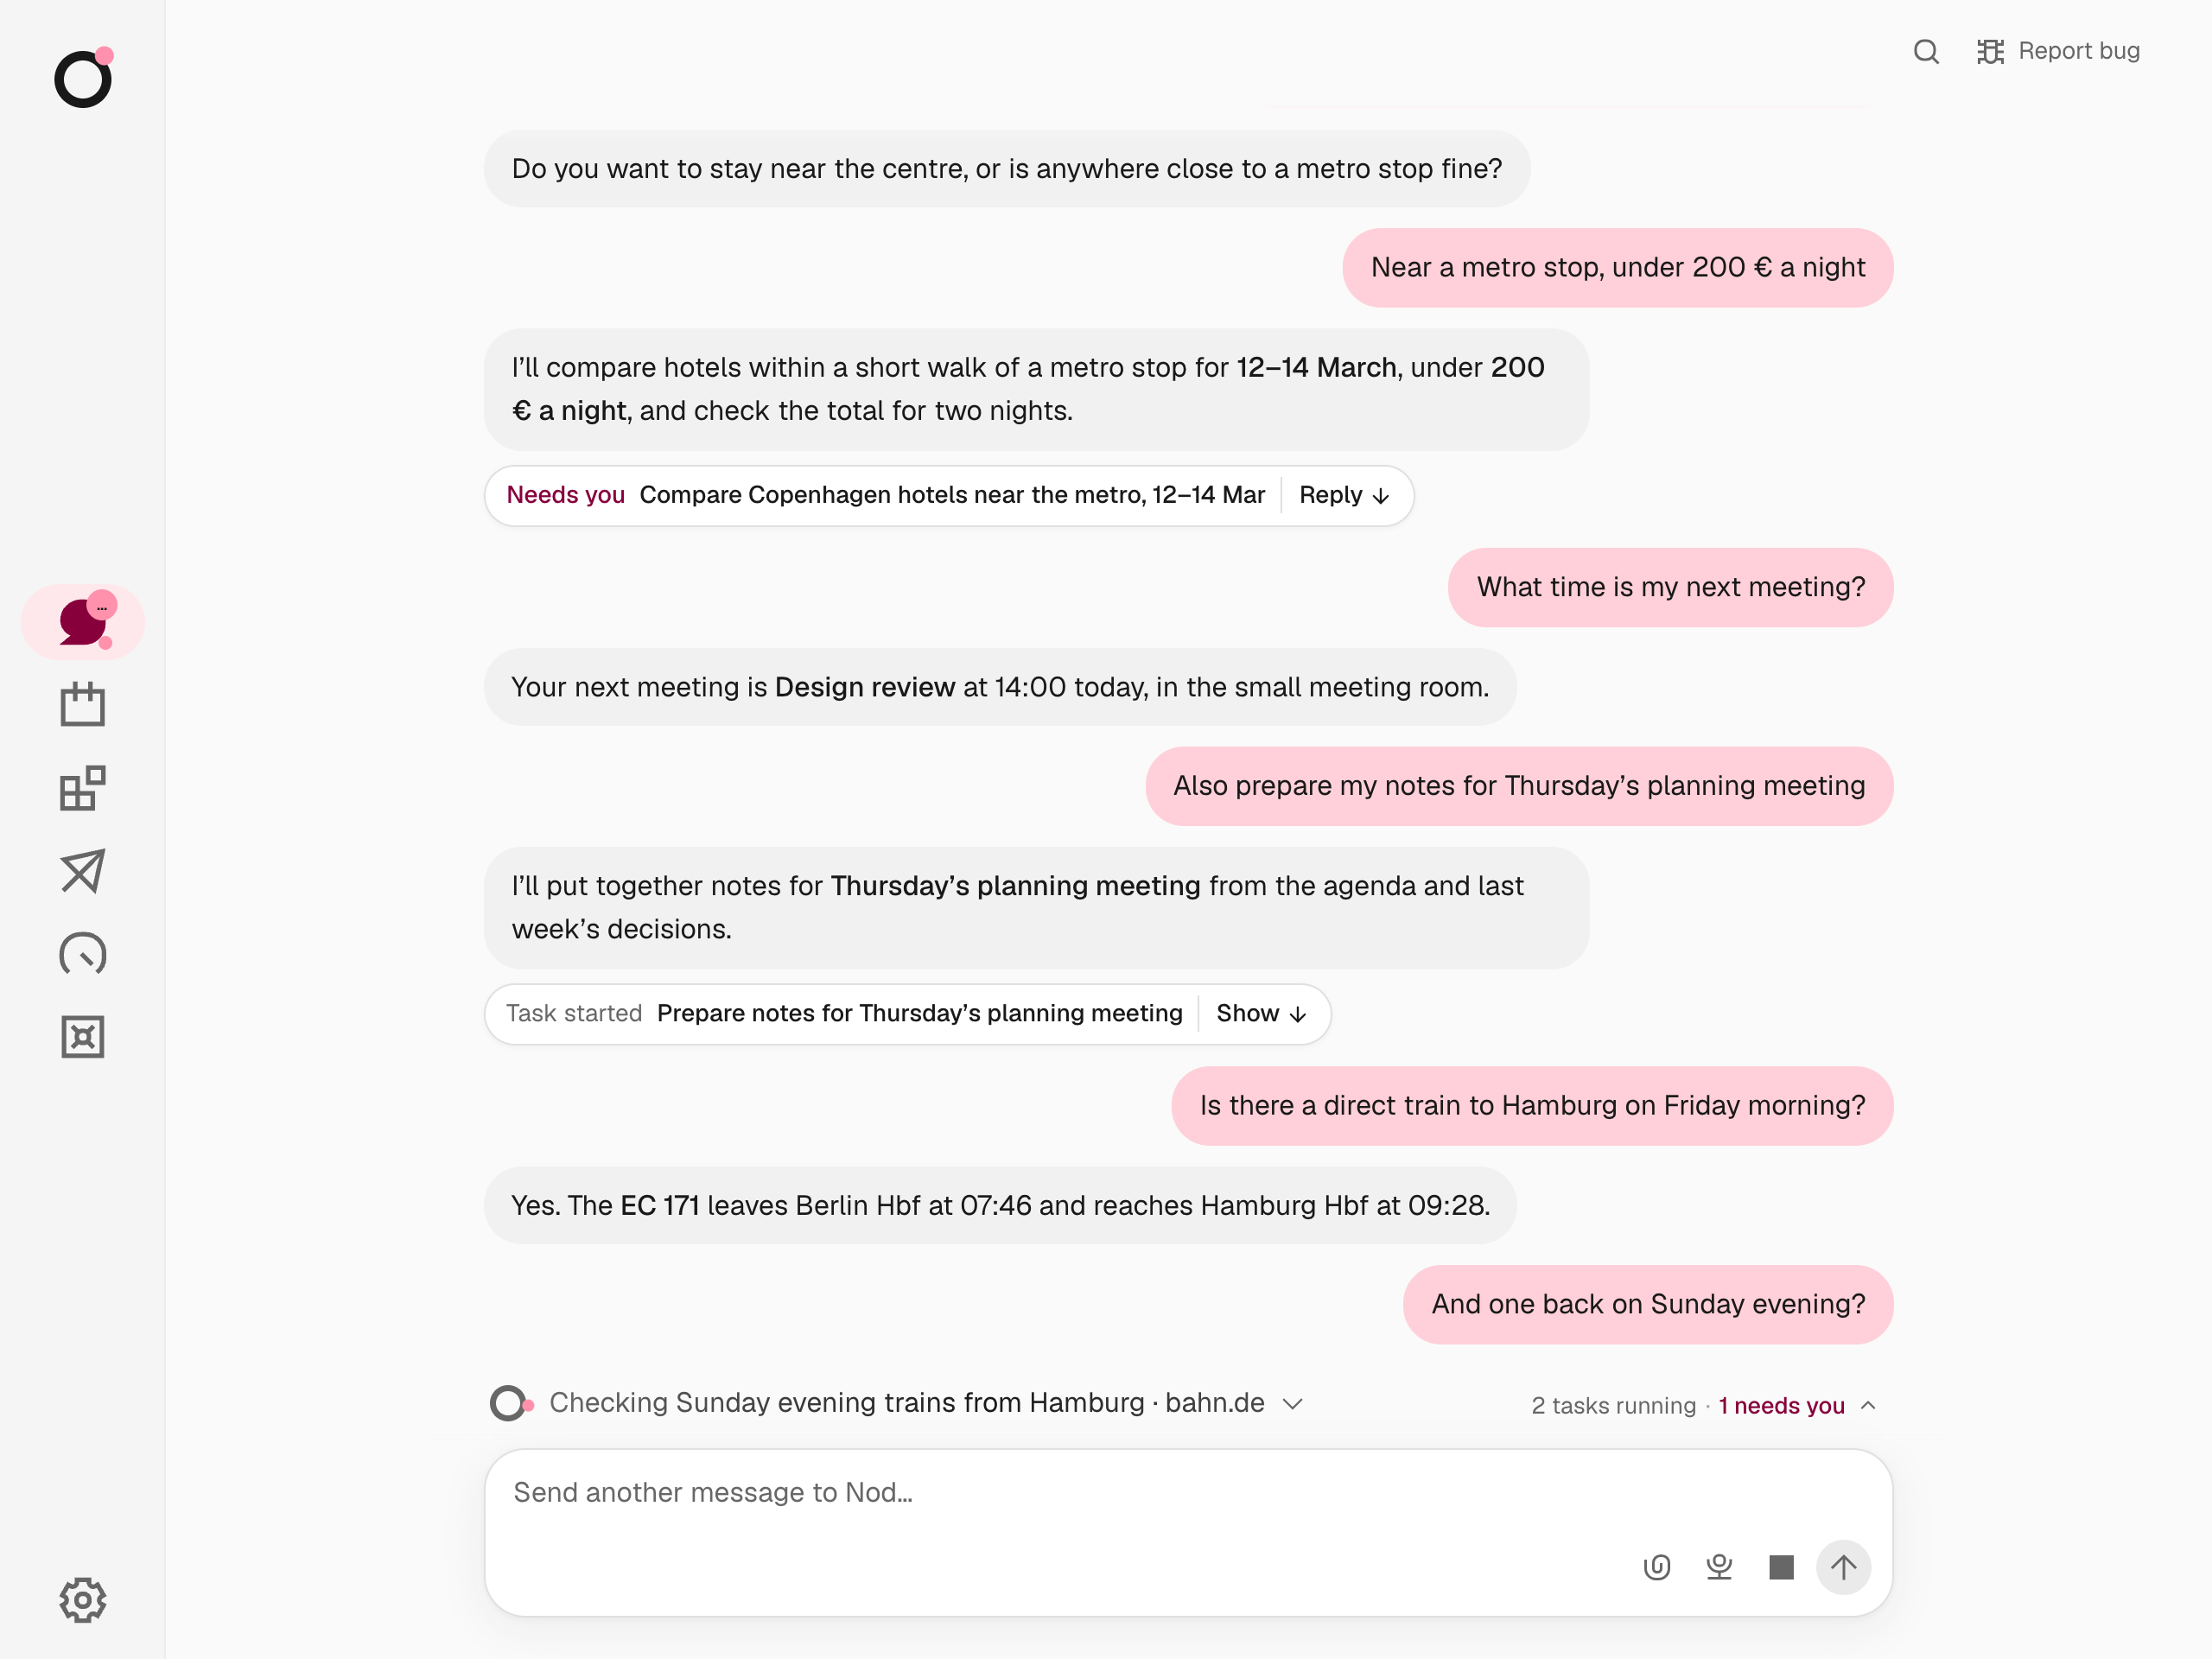 Report bug
Do you want to stay near the centre, or is anywhere close to a metro stop fine?
Near a metro stop, under 200 € a night
I’ll compare hotels within a short walk of a metro stop for 12–14 March, under 200
€ a night, and check the total for two nights.
Needs you Compare Copenhagen hotels near the metro, 12–14 Mar Reply ↓
What time is my next meeting?
Your next meeting is Design review at 14:00 today, in the small meeting room.
Also prepare my notes for Thursday’s planning meeting
I’ll put together notes for Thursday’s planning meeting from the agenda and last
week’s decisions.
Task started Prepare notes for Thursday’s planning meeting Show ↓
Is there a direct train to Hamburg on Friday morning?
Yes. The EC 171 leaves Berlin Hbf at 07:46 and reaches Hamburg Hbf at 09:28.
And one back on Sunday evening?
Checking Sunday evening trains from Hamburg · bahn.de
2 tasks running · 1 needs you
Send another message to Nod…